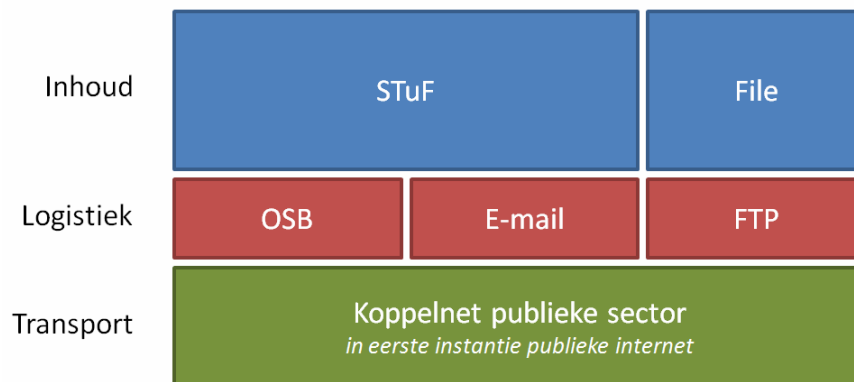 Inhoud
STuF
File
Logistiek
OSB
E-mail
FTP
Transport
Koppelnet publieke sector
in eerste instantie publieke internet